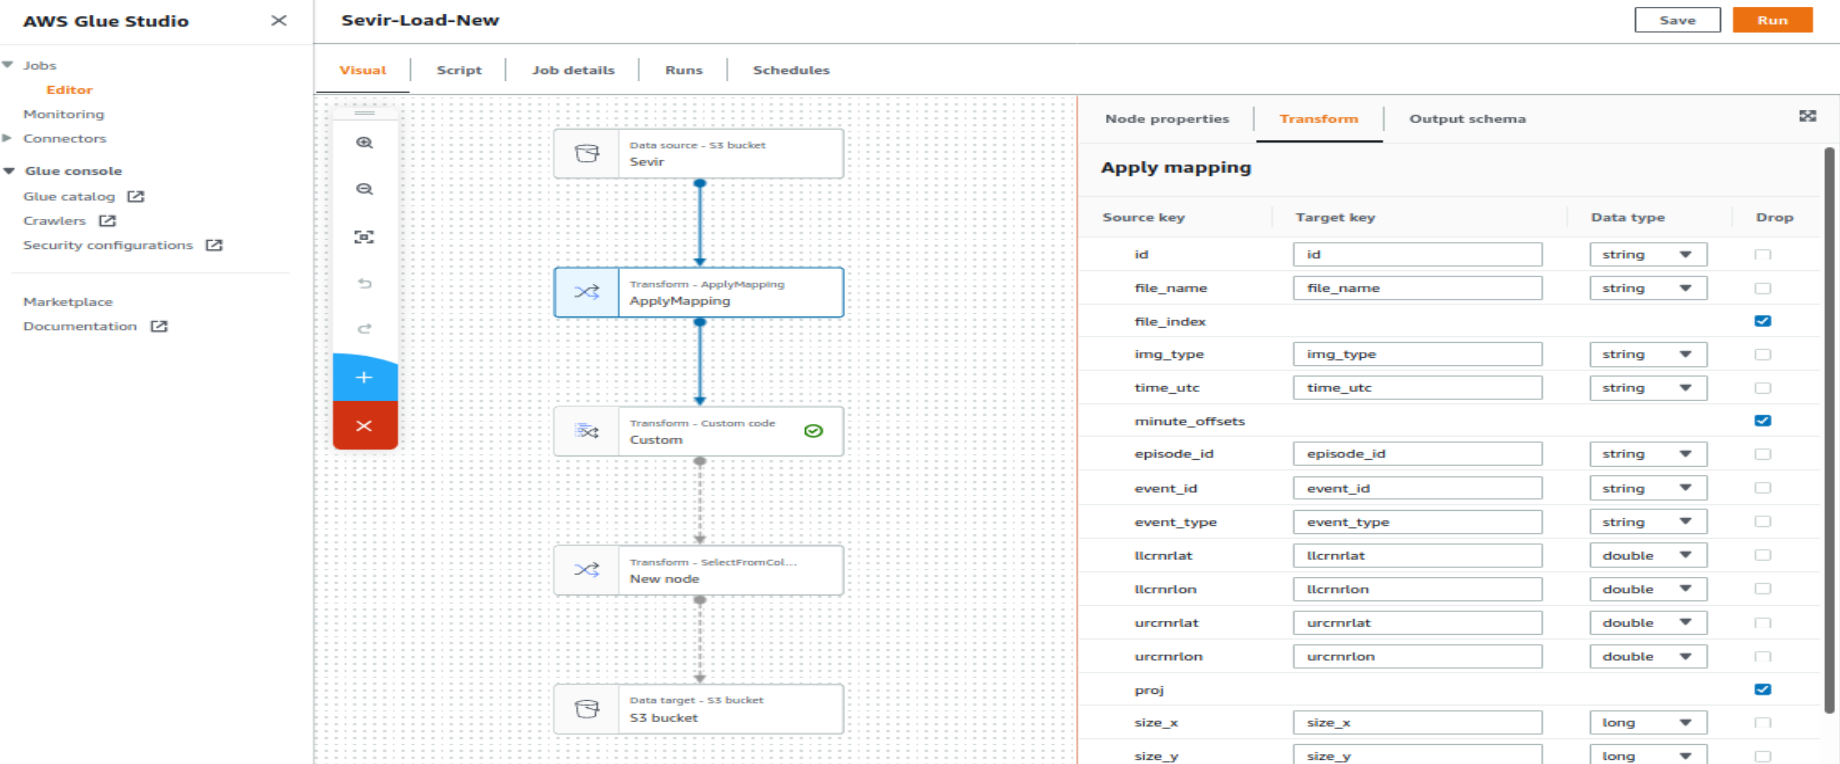 AWS Glue Studio
Jobs
Editor
Monitoring
Connectors
Glue console
Glue catalog
Crawlers
Security configurations
Marketplace
Documentation
Sevir-Load-New
Save
Run
Visual
Script
Job details
Runs
Schedules
Data source - S3 bucket
Sevir
Transform - ApplyMapping
ApplyMapping
Transform - Custom code
Custom
Transform - SelectFromCol...
New node
Data target - S3 bucket
S3 bucket
Node properties
Transform
Output schema
Apply mapping
Source key Target key Data type Drop
id id string
file_name file_name string
file_index
img_type img_type string
time_utc time_utc string
minute_offsets
episode_id episode_id string
event_id event_id string
event_type event_type string
llcrnrlat llcrnrlat double
llcrnrlon llcrnrlon double
urcrnrlat urcrnrlat double
urcrnrlon urcrnrlon double
proj
size_x size_x long
size_y size_y long